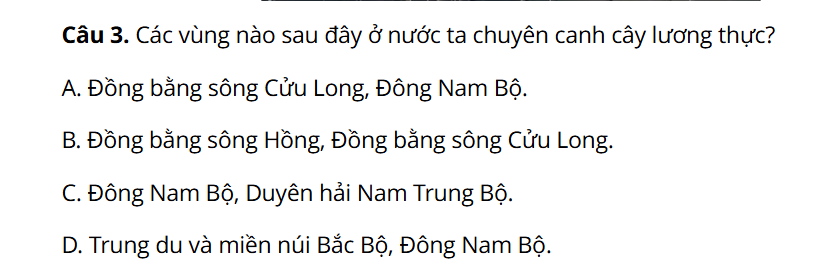 Câu 3. Các vùng nào sau đây ở nước ta chuyên canh cây lương thực?
A. Đồng bằng sông Cửu Long, Đông Nam Bộ.
B. Đồng bằng sông Hồng, Đồng bằng sông Cửu Long.
C. Đông Nam Bộ, Duyên hải Nam Trung Bộ.
D. Trung du và miền núi Bắc Bộ, Đông Nam Bộ.